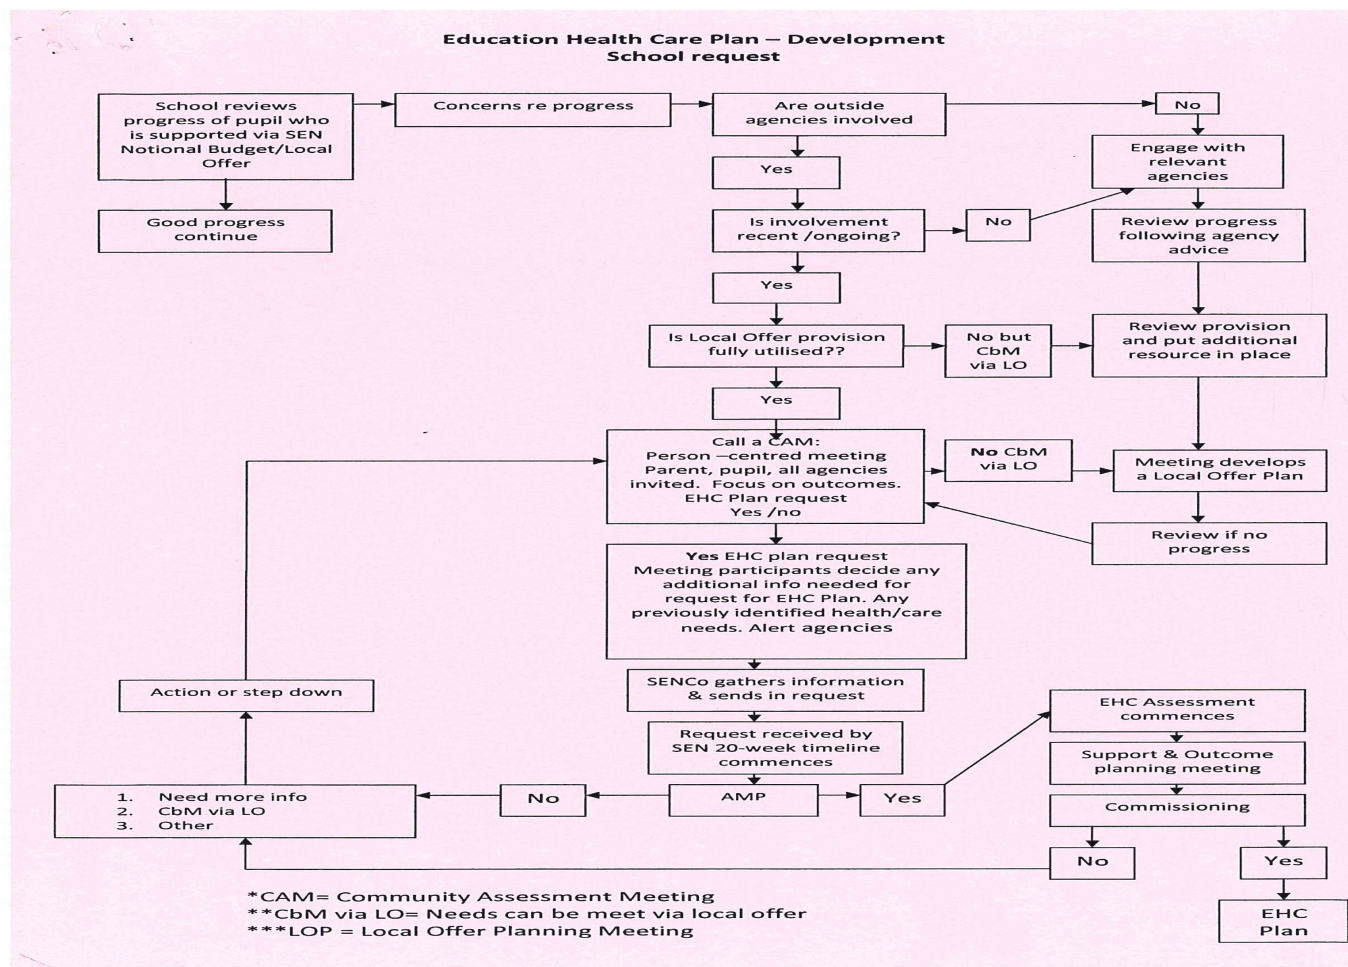 Education Health Care Plan – Development
School request
School reviews
progress of pupil who
is supported via SEN
Notional Budget/Local
Offer
Concerns re progress
Are outside
agencies involved
No
Engage with
relevant
agencies
Yes
Good progress
continue
Is involvement
recent /ongoing?
No
Review progress
following agency
advice
Yes
Is Local Offer provision
fully utilised??
No but
CbM
via LO
Review provision
and put additional
resource in place
Yes
Call a CAM:
Person –centred meeting
Parent, pupil, all agencies
invited. Focus on outcomes.
EHC Plan request
Yes /no
No CbM
via LO
Meeting develops
a Local Offer Plan
Review if no
progress
Yes EHC plan request
Meeting participants decide any
additional info needed for
request for EHC Plan. Any
previously identified health/care
needs. Alert agencies
SENCo gathers information
& sends in request
Action or step down
EHC Assessment
commences
Request received by
SEN 20-week timeline
commences
Support & Outcome
planning meeting
1. Need more info
2. CbM via LO
3. Other
No
AMP
Yes
Commissioning
No
Yes
EHC
Plan
*CAM= Community Assessment Meeting
**CbM via LO= Needs can be meet via local offer
***LOP = Local Offer Planning Meeting